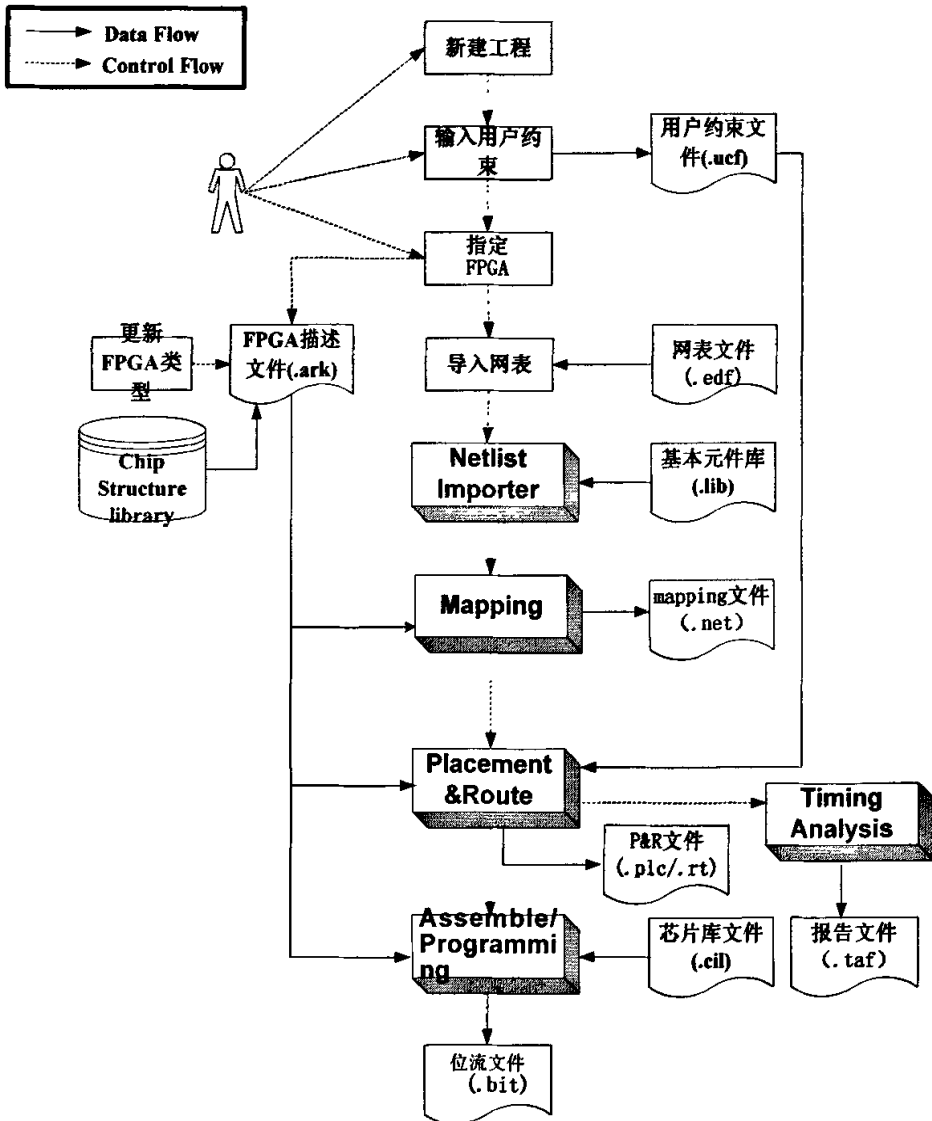 Data Flow
Control Flow
新建工程
输入用户约
束
用户约束文
件(.ucf)
指定
FPGA
更新
FPGA类
型
FPGA描述
文件(.ark)
导入网表
网表文件
(.edf)
Chip
Structure
library
Netlist
Importer
基本元件库
(.lib)
Mapping
mapping文件
(.net)
Placement
&Route
Timing
Analysis
P&R文件
(.plc/.rt)
Assemble/
Programmi
ng
芯片库文件
(.cil)
报告文件
(.taf)
位流文件
(.bit)